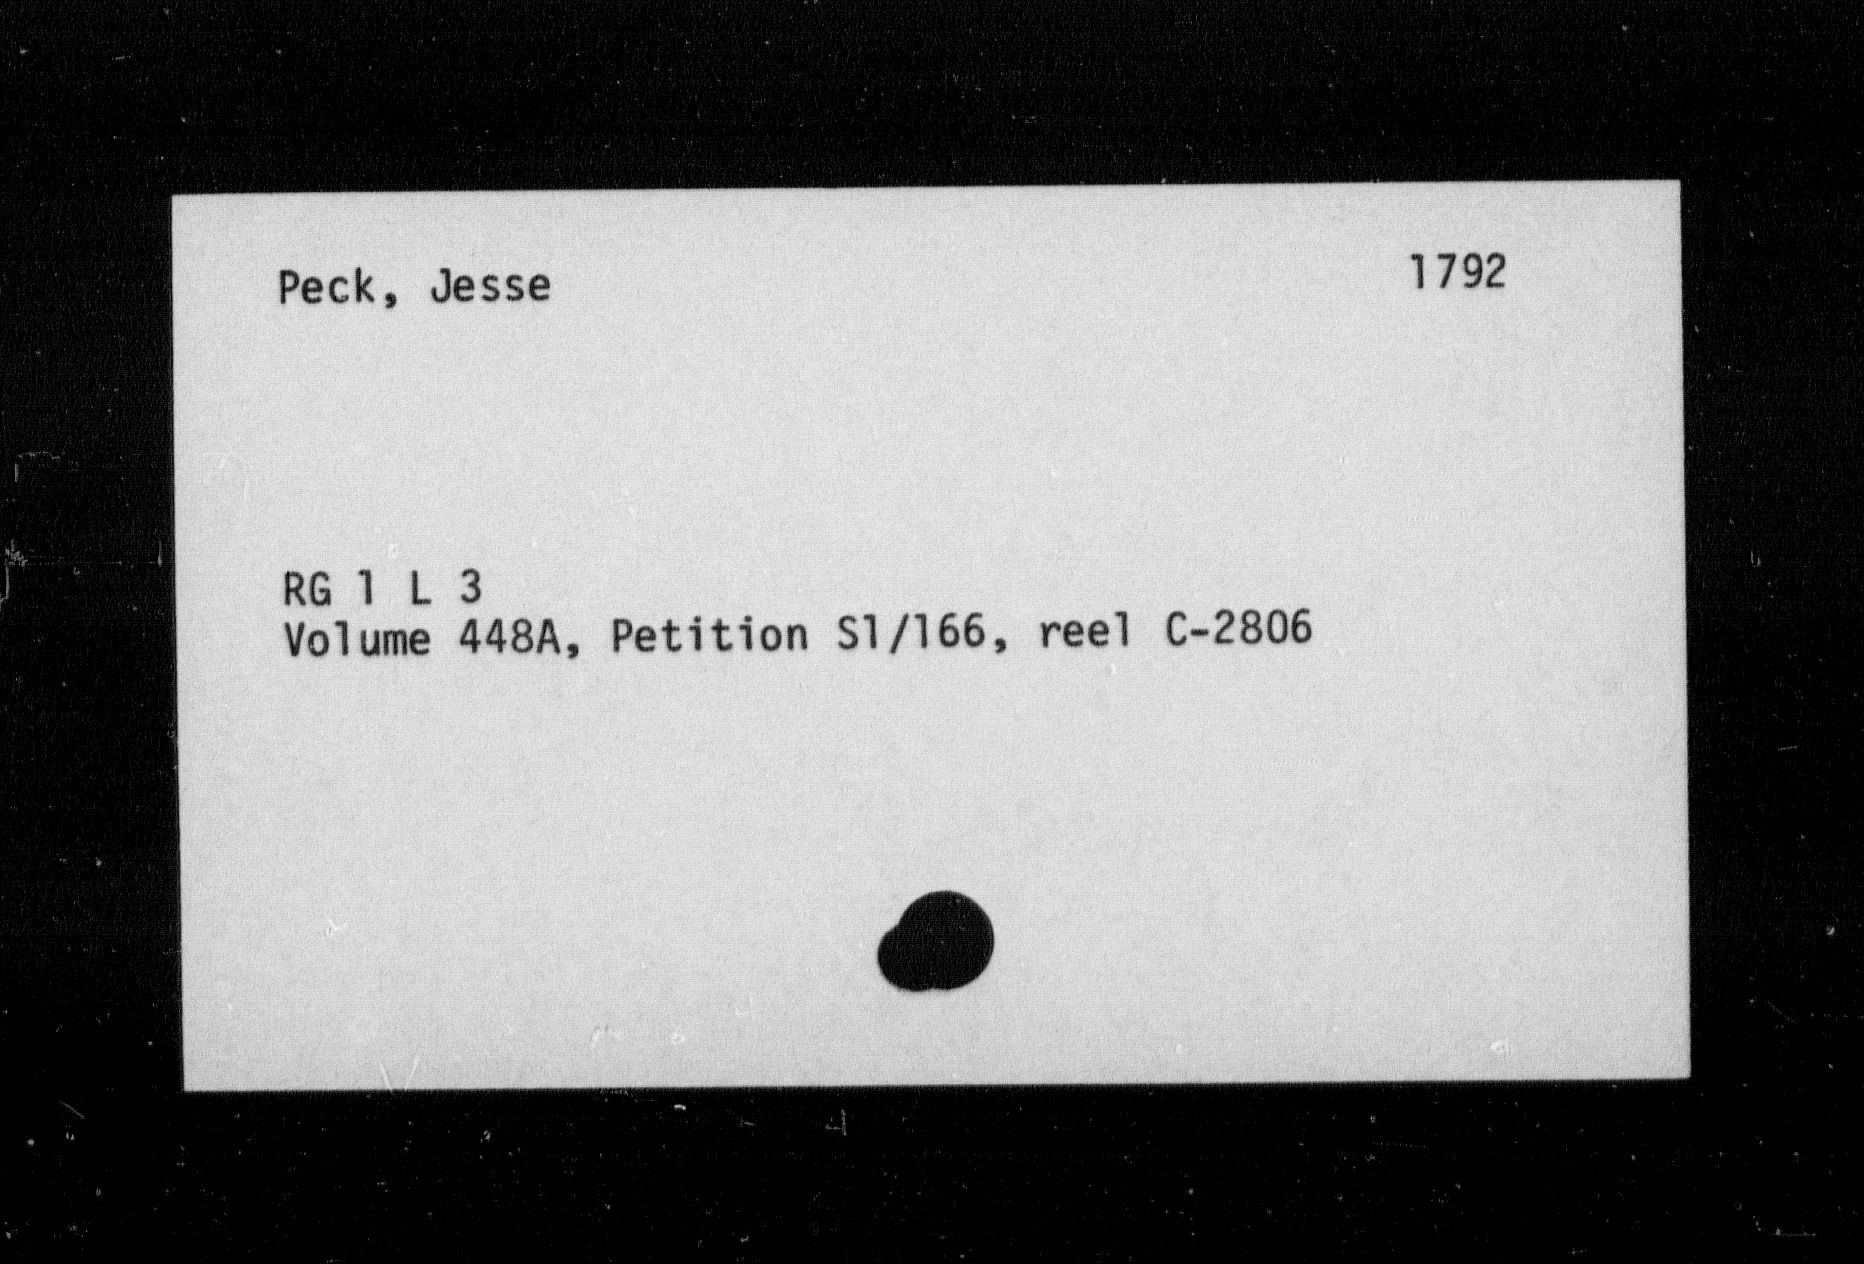 Peck, Jesse 1792
RG 1 L 3
Volume 448A, Petition S1/166, reel C-2806